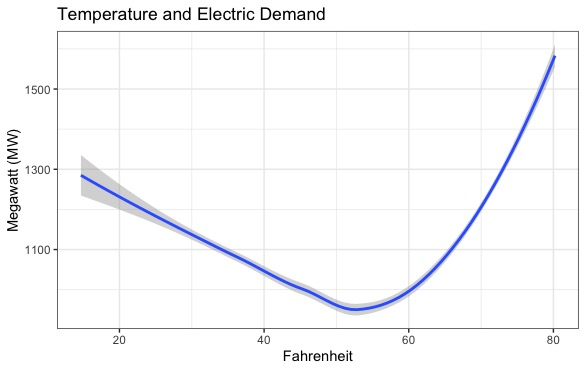 Temperature and Electric Demand
Megawatt (MW)
1500
1300
1100
20 40 60 80
Fahrenheit